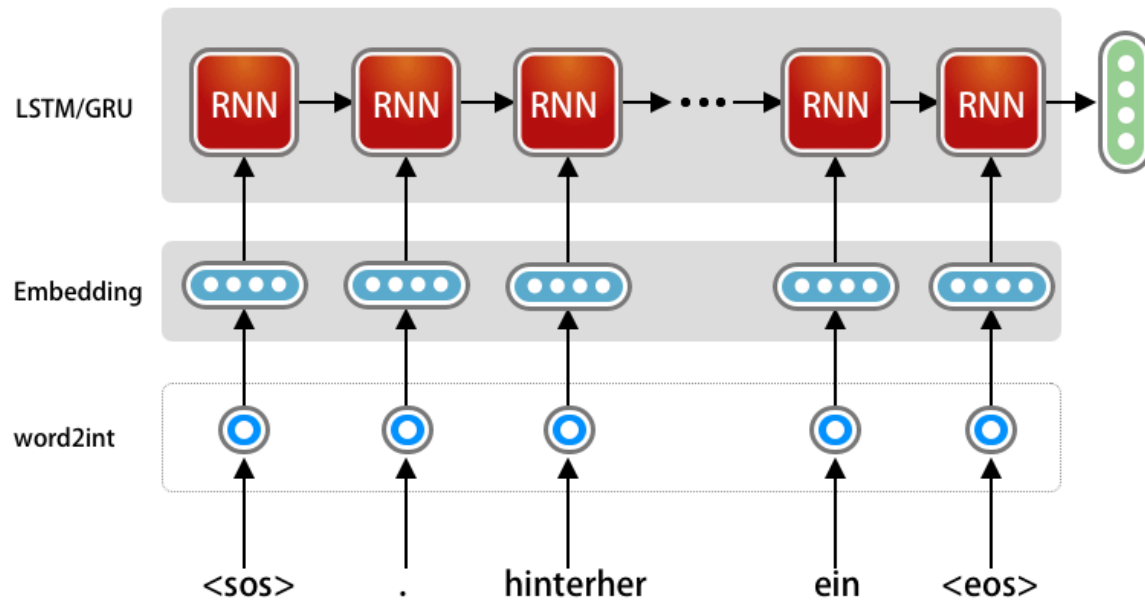 LSTM/GRU RNN RNN RNN RNN RNN
Embedding
word2int
<sos> . hinterher ein <eos>